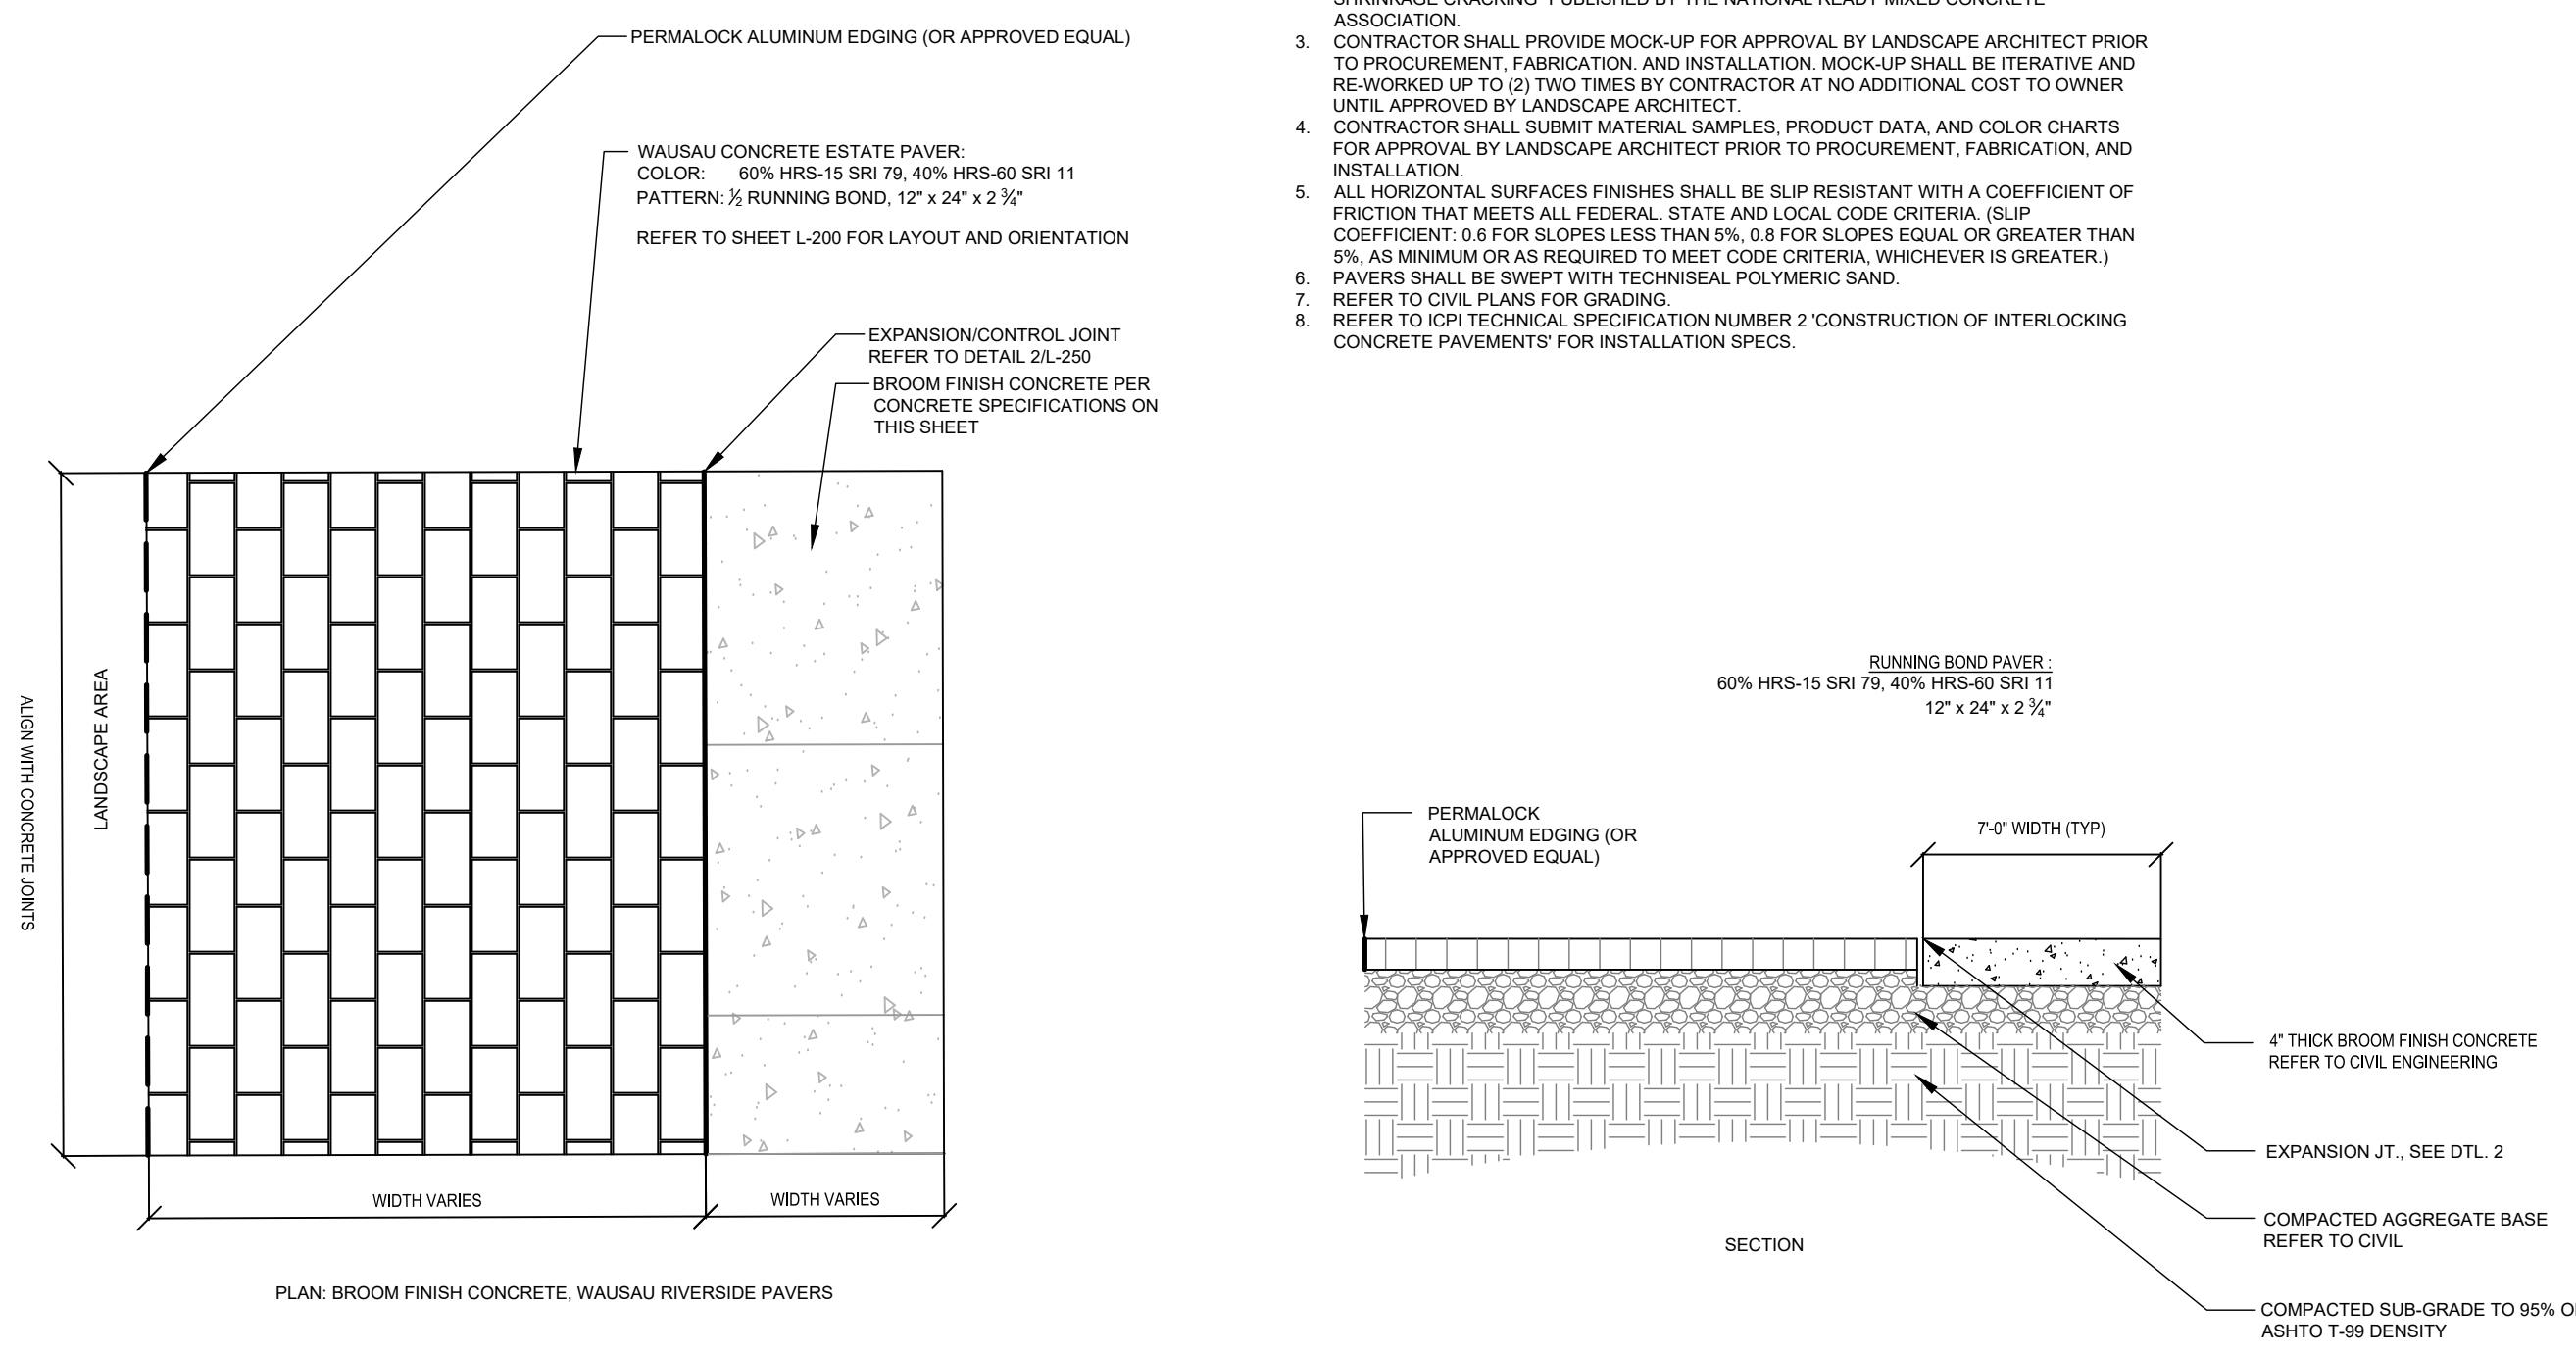 PERMALOCK ALUMINUM EDGING (OR APPROVED EQUAL)
WAUSAU CONCRETE ESTATE PAVER:
COLOR: 60% HRS-15 SRI 79, 40% HRS-60 SRI 11
PATTERN: ½ RUNNING BOND, 12" x 24" x 2 ¾"
REFER TO SHEET L-200 FOR LAYOUT AND ORIENTATION
EXPANSION/CONTROL JOINT
REFER TO DETAIL 2/L-250
BROOM FINISH CONCRETE PER
CONCRETE SPECIFICATIONS ON
THIS SHEET
ALIGN WITH CONCRETE JOINTS
LANDSCAPE AREA
WIDTH VARIES
WIDTH VARIES
PLAN: BROOM FINISH CONCRETE, WAUSAU RIVERSIDE PAVERS
SHRINKAGE CRACKING" PUBLISHED BY THE NATIONAL READY MIXED CONCRETE
ASSOCIATION.
3. CONTRACTOR SHALL PROVIDE MOCK-UP FOR APPROVAL BY LANDSCAPE ARCHITECT PRIOR
TO PROCUREMENT, FABRICATION. AND INSTALLATION. MOCK-UP SHALL BE ITERATIVE AND
RE-WORKED UP TO (2) TWO TIMES BY CONTRACTOR AT NO ADDITIONAL COST TO OWNER
UNTIL APPROVED BY LANDSCAPE ARCHITECT.
4. CONTRACTOR SHALL SUBMIT MATERIAL SAMPLES, PRODUCT DATA, AND COLOR CHARTS
FOR APPROVAL BY LANDSCAPE ARCHITECT PRIOR TO PROCUREMENT, FABRICATION, AND
INSTALLATION.
5. ALL HORIZONTAL SURFACES FINISHES SHALL BE SLIP RESISTANT WITH A COEFFICIENT OF
FRICTION THAT MEETS ALL FEDERAL. STATE AND LOCAL CODE CRITERIA. (SLIP
COEFFICIENT: 0.6 FOR SLOPES LESS THAN 5%, 0.8 FOR SLOPES EQUAL OR GREATER THAN
5%, AS MINIMUM OR AS REQUIRED TO MEET CODE CRITERIA, WHICHEVER IS GREATER.)
6. PAVERS SHALL BE SWEPT WITH TECHNISEAL POLYMERIC SAND.
7. REFER TO CIVIL PLANS FOR GRADING.
8. REFER TO ICPI TECHNICAL SPECIFICATION NUMBER 2 'CONSTRUCTION OF INTERLOCKING
CONCRETE PAVEMENTS' FOR INSTALLATION SPECS.
RUNNING BOND PAVER :
60% HRS-15 SRI 79, 40% HRS-60 SRI 11
12" x 24" x 2 ¾"
PERMALOCK
ALUMINUM EDGING (OR
APPROVED EQUAL)
7'-0" WIDTH (TYP)
4" THICK BROOM FINISH CONCRETE
REFER TO CIVIL ENGINEERING
EXPANSION JT., SEE DTL. 2
COMPACTED AGGREGATE BASE
REFER TO CIVIL
COMPACTED SUB-GRADE TO 95%
ASHTO T-99 DENSITY
SECTION